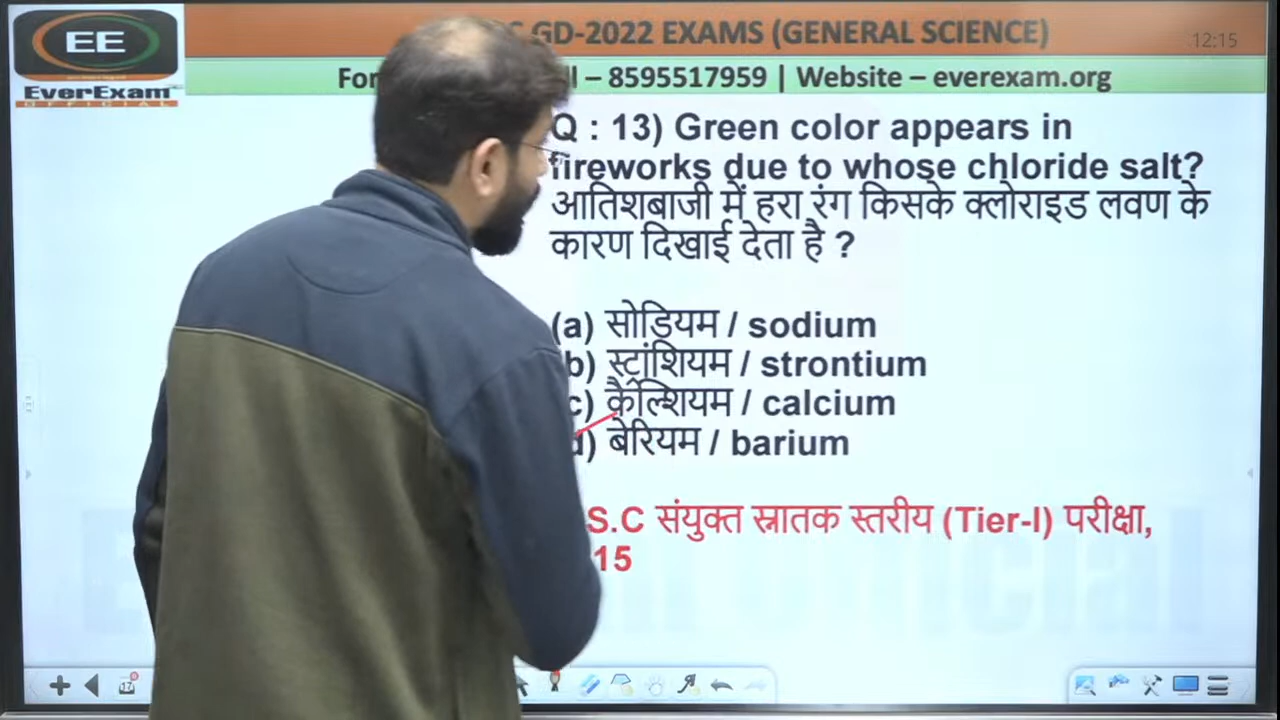 EE
EverExam
OFFICIAL
GD-2022 EXAMS (GENERAL SCIENCE)
12:15
– 8595517959 | Website – everexam.org
Q : 13) Green color appears in
fireworks due to whose chloride salt?
आतिशबाजी में हरा रंग किसके क्लोराइड लवण के
कारण दिखाई देता है ?
(a) सोडियम / sodium
b) स्ट्रांशियम / strontium
c) कैल्शियम / calcium
d) बेरियम / barium
S.C संयुक्त स्नातक स्तरीय (Tier-I) परीक्षा,
15